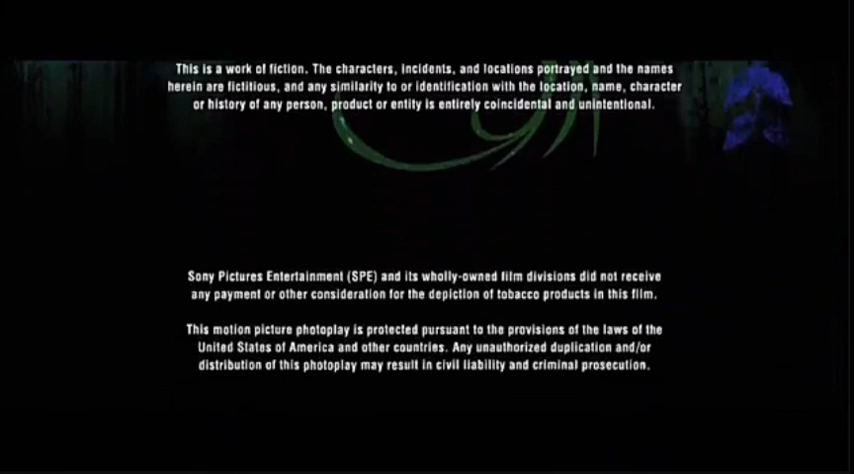 This is a work of fiction. The characters, incidents, and locations portrayed and the names
herein are fictitious, and any similarity to or identification with the location, name, character
or history of any person, product or entity is entirely coincidental and unintentional.
Sony Pictures Entertainment (SPE) and its wholly-owned film divisions did not receive
any payment or other consideration for the depiction of tobacco products in this film.
This motion picture photoplay is protected pursuant to the provisions of the laws of the
United States of America and other countries. Any unauthorized duplication and/or
distribution of this photoplay may result in civil liability and criminal prosecution.